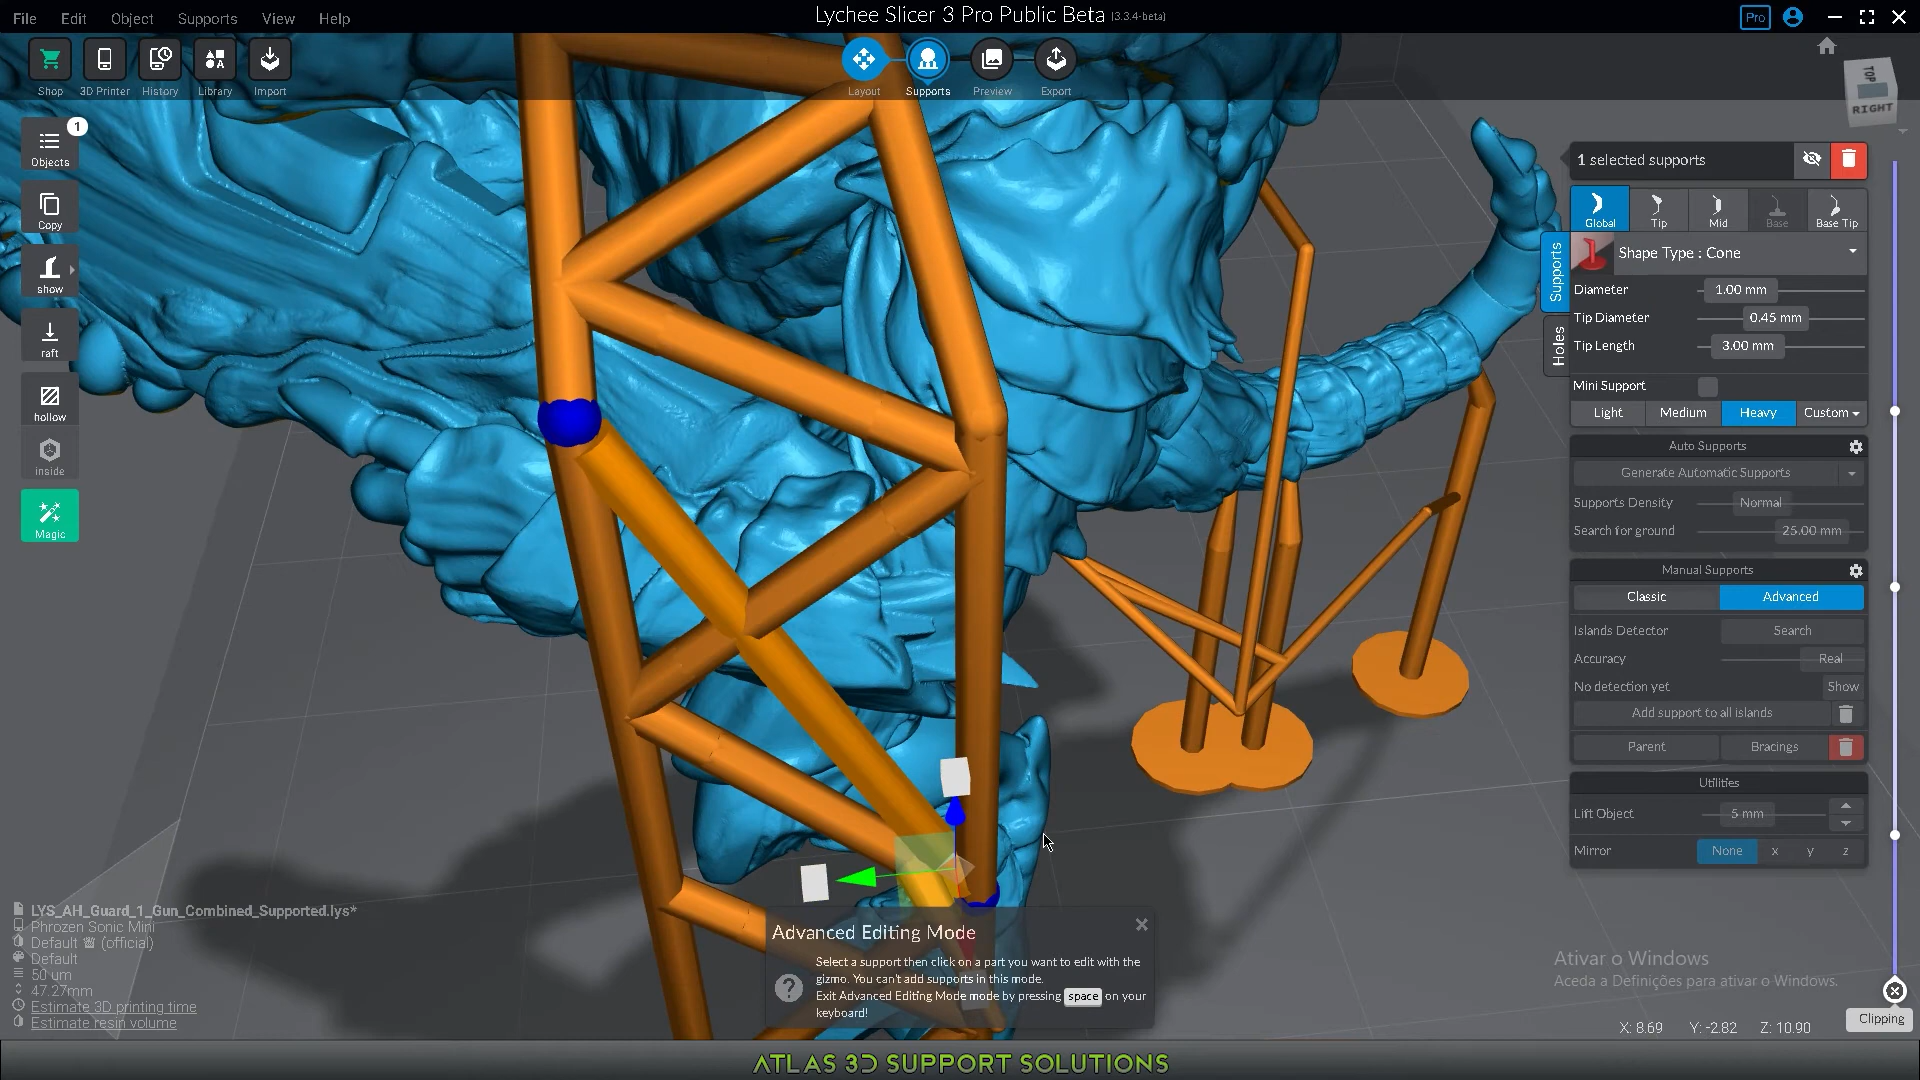 File Edit Object Supports View Help
Lychee Slicer 3 Pro Public Beta (3.3.4-beta)
Pro
Shop 3D Printer History Library Import
Layout Supports Preview Export
TOP
RIGHT
1
Objects
Copy
show
raft
hollow
inside
Magic
1 selected supports
Global Tip Mid Base Base Tip
Supports
Holes
Shape Type : Cone
Diameter 1.00 mm
Tip Diameter 0.45 mm
Tip Length 3.00 mm
Mini Support
Light Medium Heavy Custom
Auto Supports
Generate Automatic Supports
Supports Density Normal
Search for ground 25.00 mm
Manual Supports
Classic Advanced
Islands Detector Search
Accuracy Real
No detection yet Show
Add support to all islands
Parent Bracings
Utilities
Lift Object 5 mm
Mirror None x y z
LYS_AH_Guard_1_Gun_Combined_Supported.lys*
Phrozen Sonic Mini
Default (official)
Default
50 um
47.27mm
Estimate 3D printing time
Estimate resin volume
Advanced Editing Mode
Select a support then click on a part you want to edit with the
gizmo. You can't add supports in this mode.
Exit Advanced Editing Mode mode by pressing space on your
keyboard!
Ativar o Windows
Aceda a Definições para ativar o Windows.
X: 8.69 Y: -2.82 Z: 10.90
Clipping
ATLAS 3D SUPPORT SOLUTIONS